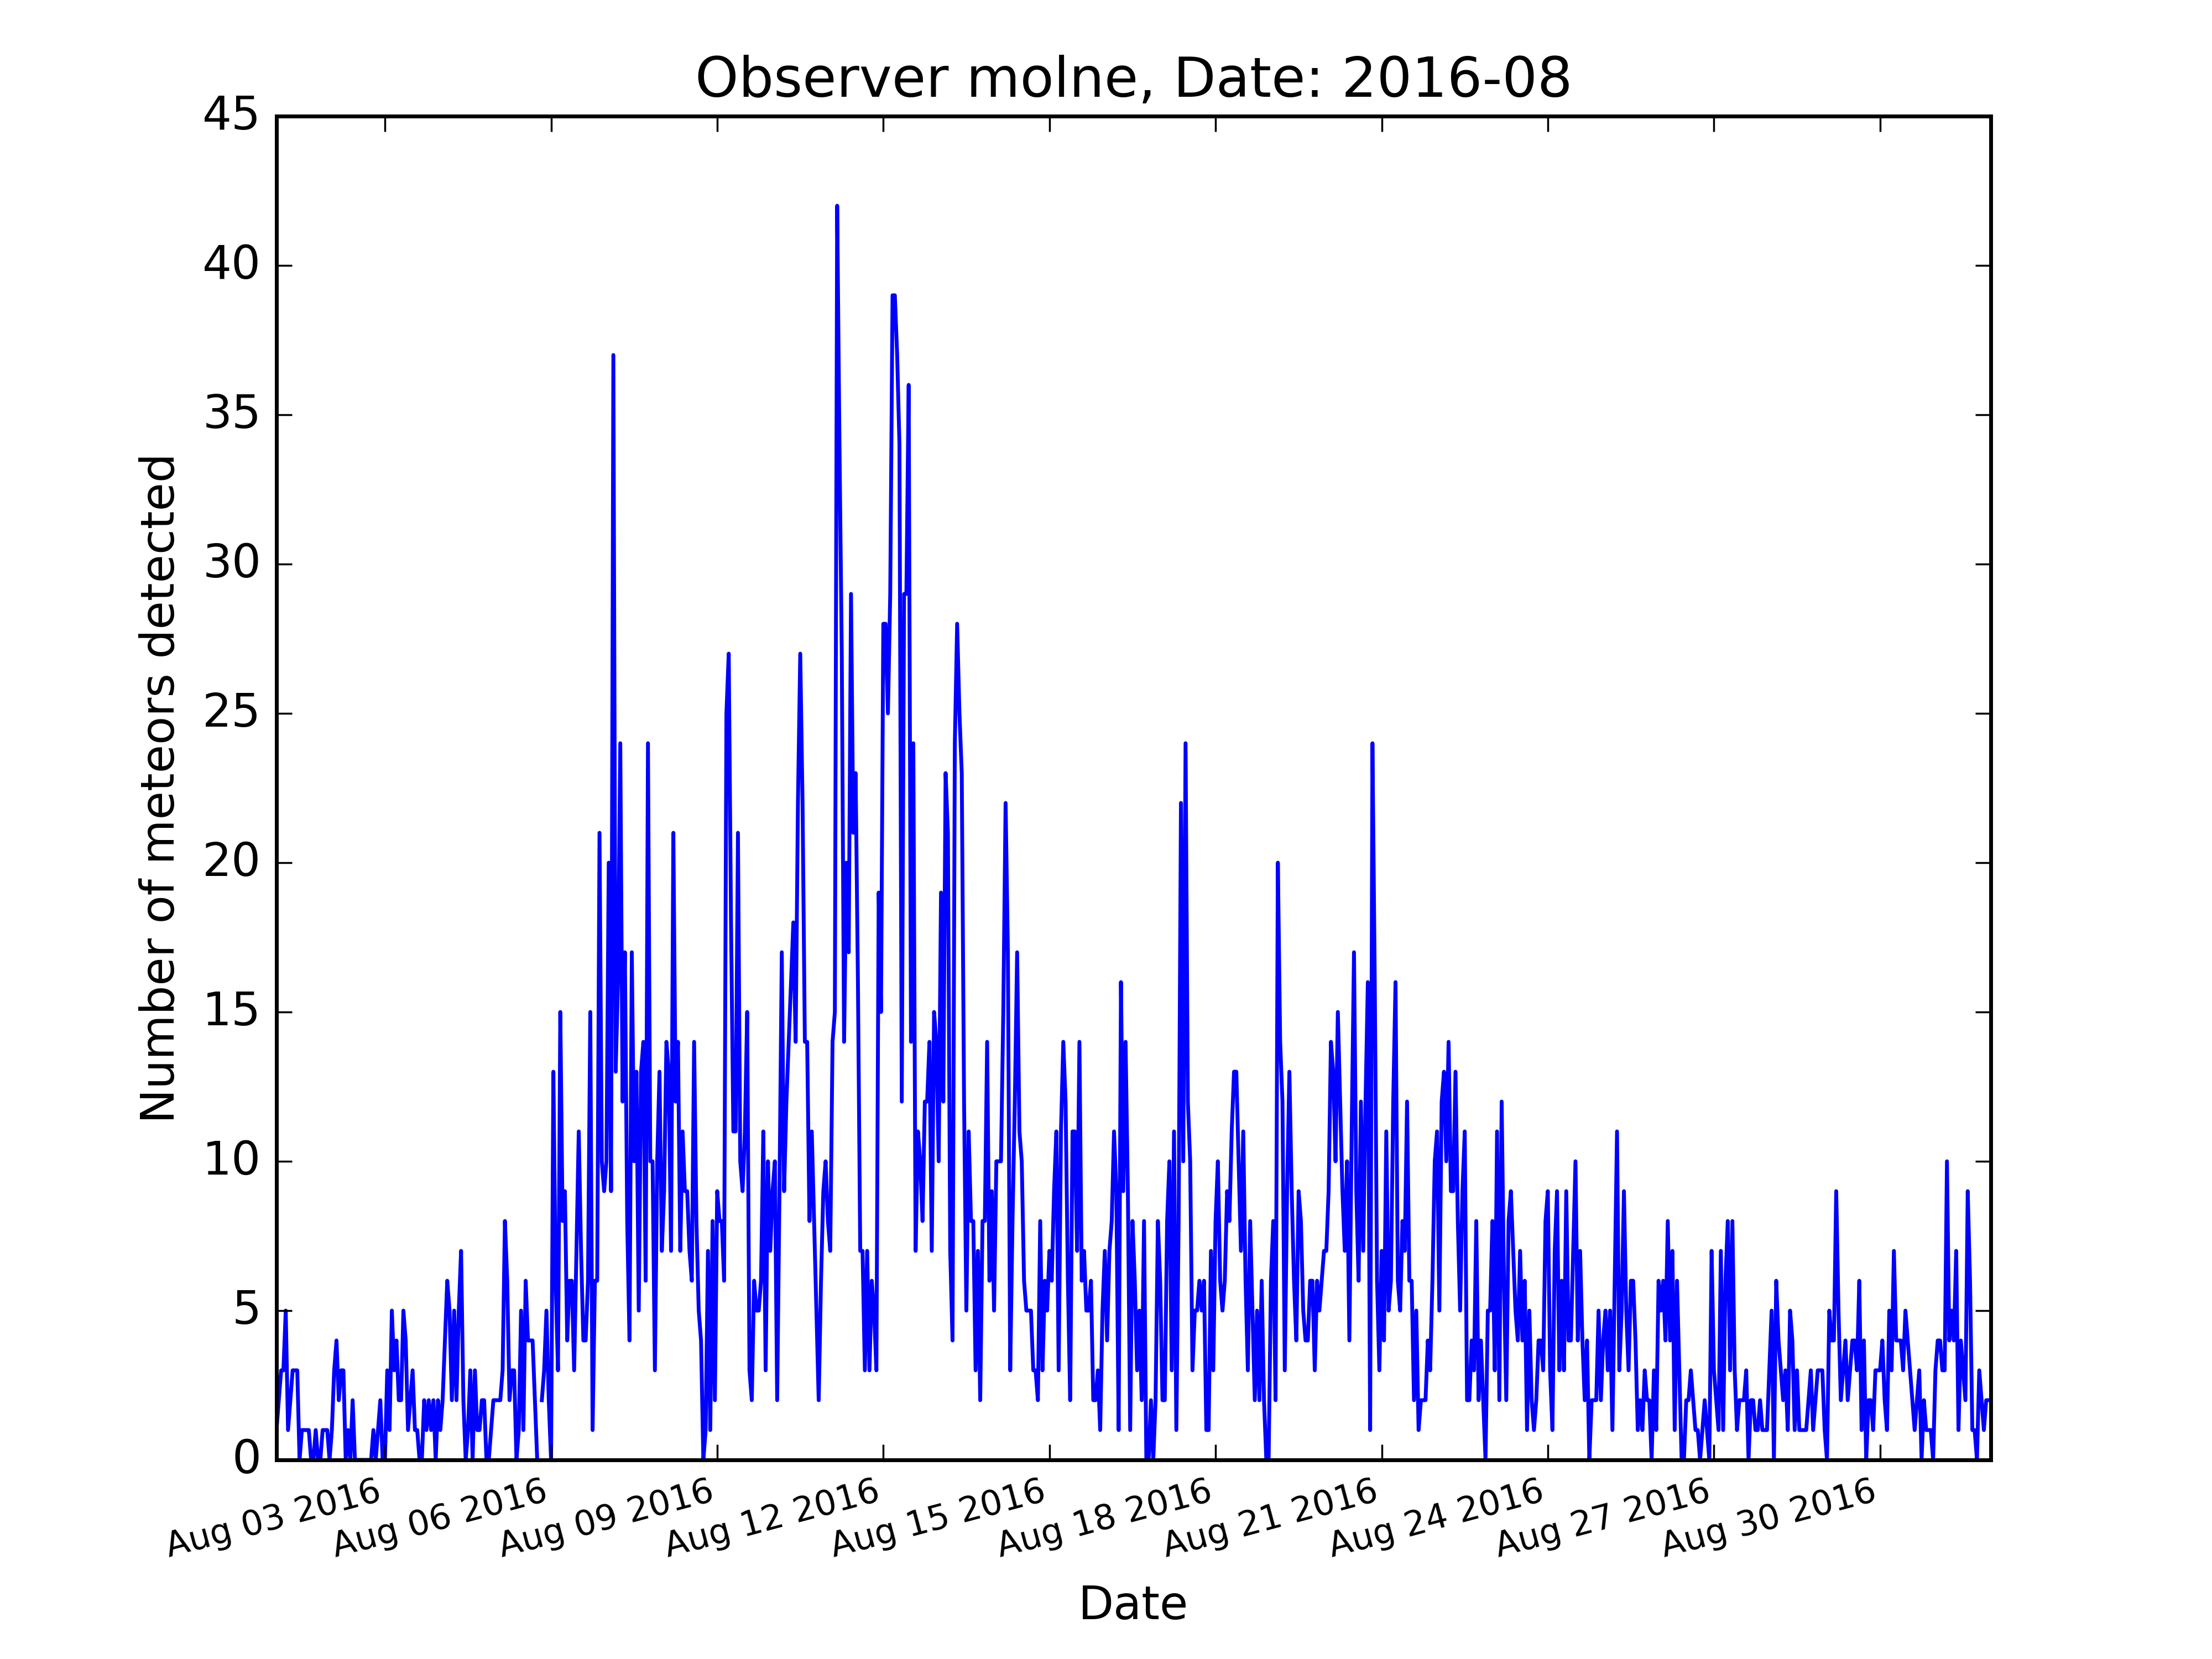 Observer molne, Date: 2016-08
45
40
35
30
25
20
15
10
5
0
Number of meteors detected
Aug 03 2016
Aug 06 2016
Aug 09 2016
Aug 12 2016
Aug 15 2016
Aug 18 2016
Aug 21 2016
Aug 24 2016
Aug 27 2016
Aug 30 2016
Date